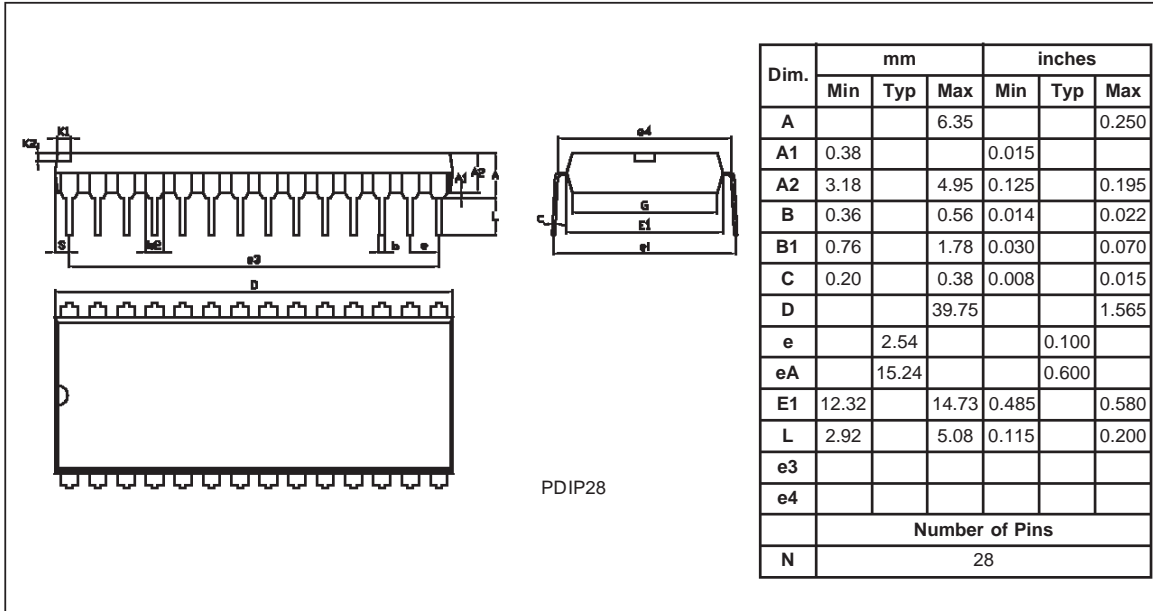 K1
K2
A1
A2
A
L
S
b2
b
e
e3
D
e4
C
G
E1
e1
PDIP28
Dim. mm inches
Min Typ Max Min Typ Max
A 6.35 0.250
A1 0.38 0.015
A2 3.18 4.95 0.125 0.195
B 0.36 0.56 0.014 0.022
B1 0.76 1.78 0.030 0.070
C 0.20 0.38 0.008 0.015
D 39.75 1.565
e 2.54 0.100
eA 15.24 0.600
E1 12.32 14.73 0.485 0.580
L 2.92 5.08 0.115 0.200
e3
e4
Number of Pins
N 28